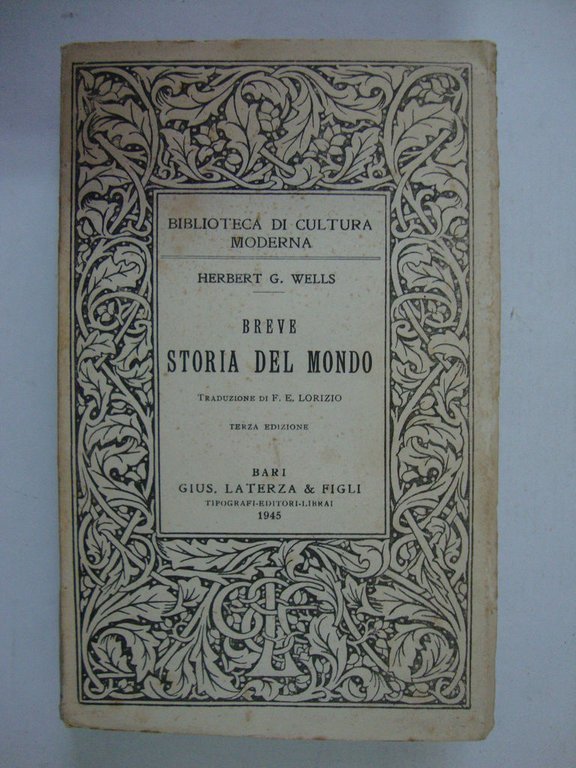 BIBLIOTECA DI CULTURA
MODERNA
HERBERT G. WELLS
BREVE
STORIA DEL MONDO
TRADUZIONE DI F. E. LORIZIO
TERZA EDIZIONE
BARI
GIUS. LATERZA & FIGLI
TIPOGRAFI-EDITORI-LIBRAI
1945